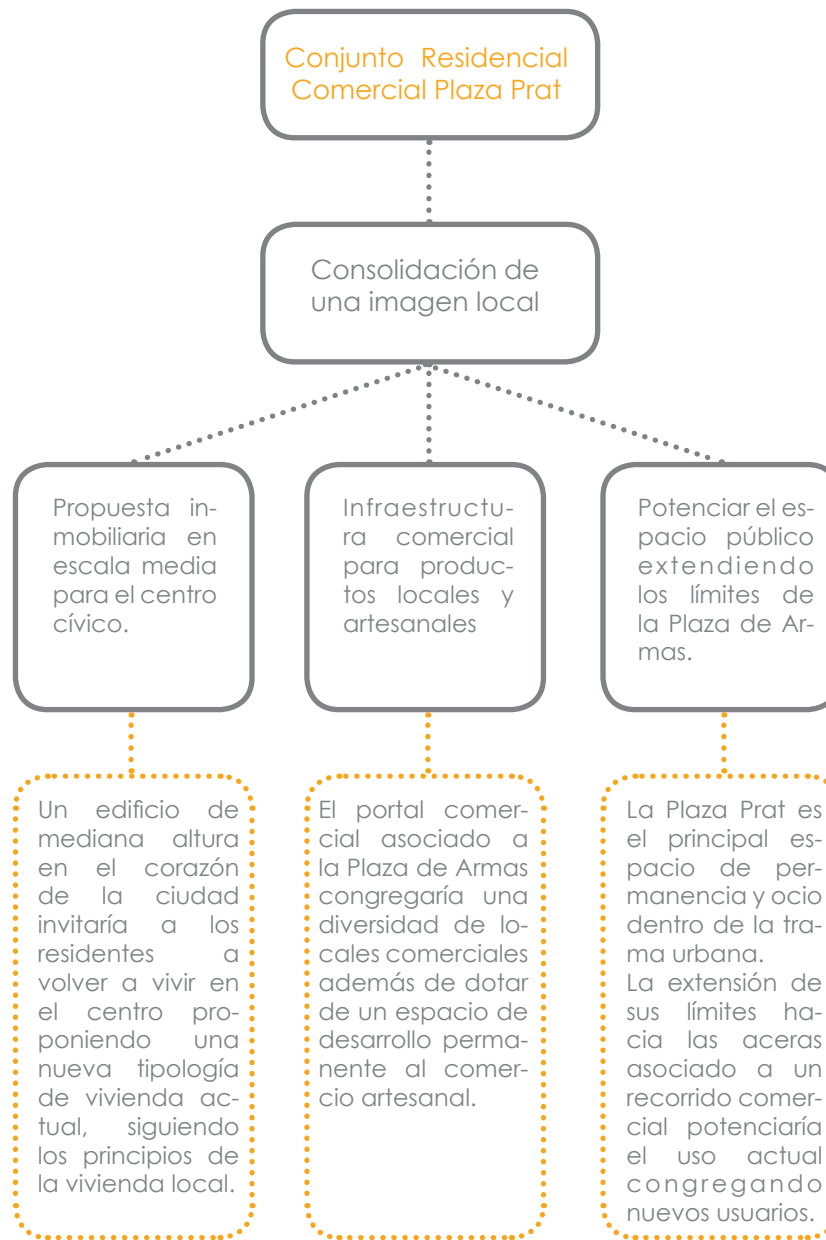 Conjunto Residencial
Comercial Plaza Prat
Consolidación de
una imagen local
Propuesta in-
mobiliaria en
escala media
para el centro
cívico.
Infraestructu-
ra comercial
para produc-
tos locales y
artesanales
Potenciar el es-
pacio público
extendiendo
los límites de
la Plaza de Ar-
mas.
Un edificio de
mediana altura
en el corazón
de la ciudad
invitaría a los
residentes a
volver a vivir en
el centro pro-
poniendo una
nueva tipología
de vivienda ac-
tual, siguiendo
los principios de
la vivienda local.
El portal comer-
cial asociado a
la Plaza de Armas
congregaría una
diversidad de lo-
cales comerciales
además de dotar
de un espacio de
desarrollo perma-
nente al comer-
cio artesanal.
La Plaza Prat es
el principal es-
pacio de per-
manencia y ocio
dentro de la tra-
ma urbana.
La extensión de
sus límites ha-
cia las aceras
asociado a un
recorrido comer-
cial potenciaría
el uso actual
congregando
nuevos usuarios.